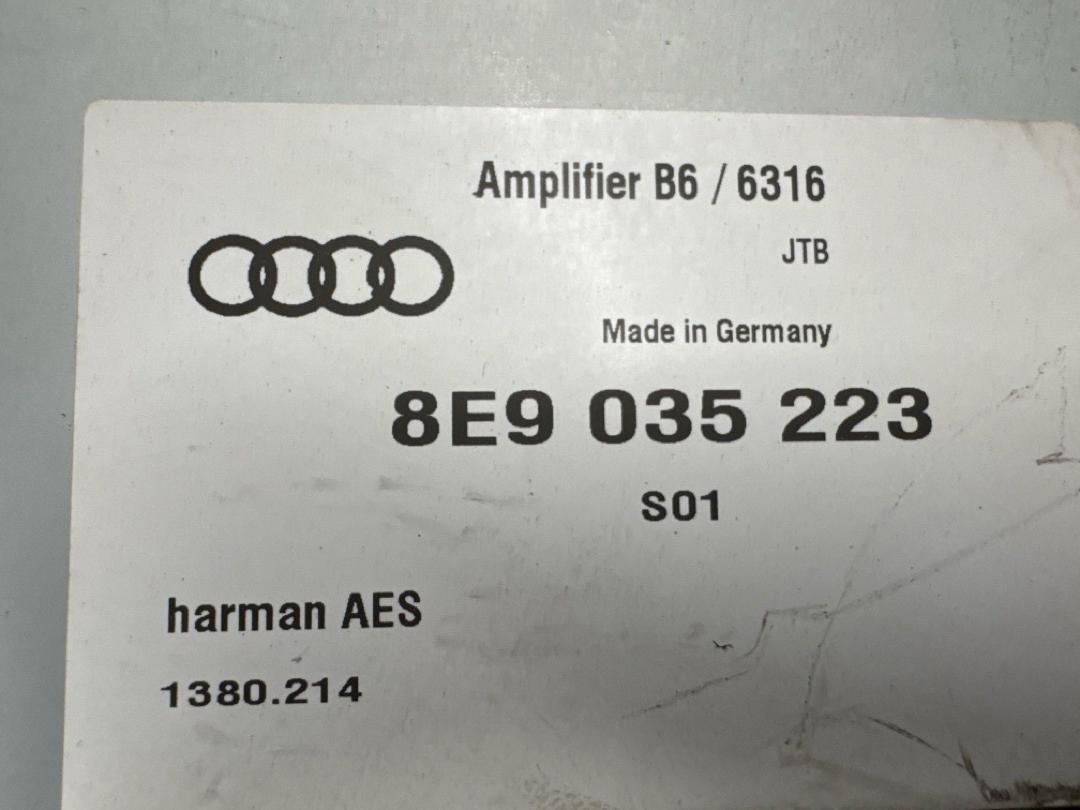 Amplifier B6 / 6316
JTB
Made in Germany
8E9 035 223
S01
harman AES
1380.214